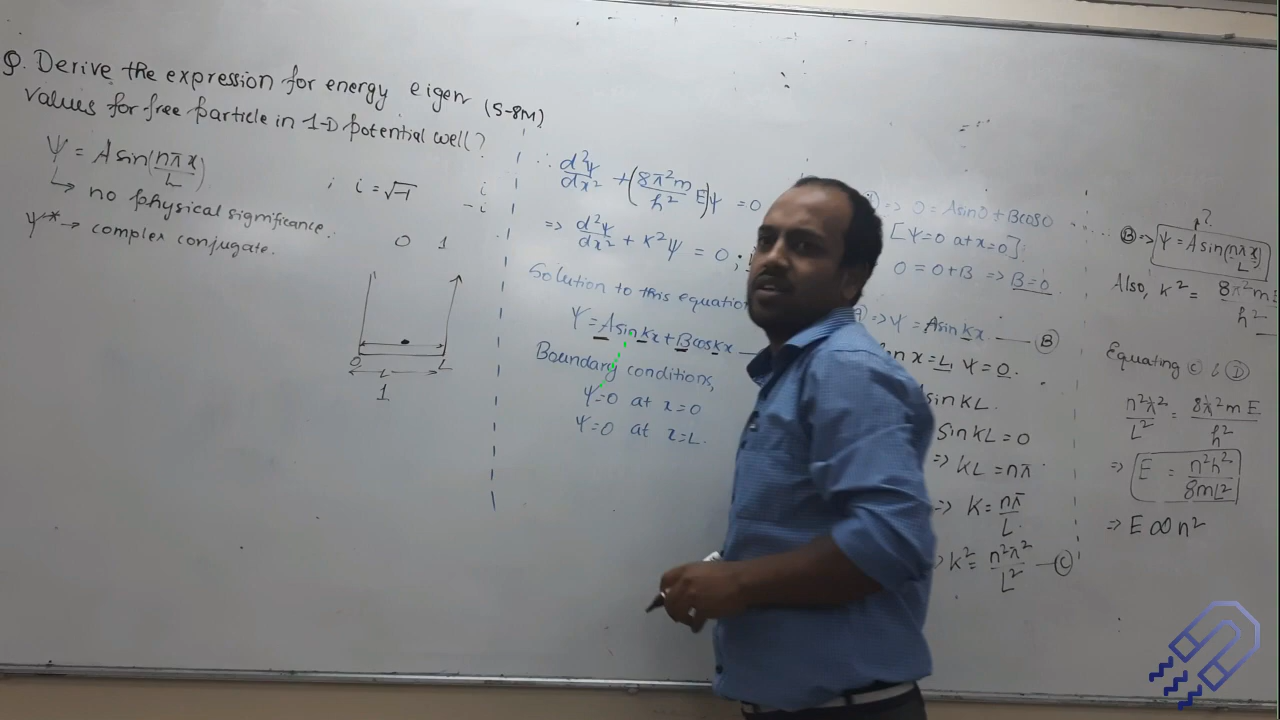 Q. Derive the expression for energy eigen (5-8M)
values for free particle in 1-D potential well?
Ψ = A sin(nπx/L)
↳ no physical significance.
Ψ* → complex conjugate.
; i = √-1 i
-i
0 1
0 L
L
1
∴ d²Ψ/dx² + (8π²m/h² E)Ψ = 0
=> d²Ψ/dx² + K²Ψ = 0 ;
Solution to this equation
Ψ = A sin Kx + B cos Kx
Boundary conditions,
Ψ=0 at x=0
Ψ=0 at x=L.
=> 0 = A sin 0 + B cos 0
[Ψ=0 at x=0]
0 = 0+B => B=0
=> Ψ = A sin Kx. — Ⓑ
x=L, Ψ=0.
sin KL.
sin KL = 0
=> KL = nπ
=> K = nπ/L.
K² = n²π²/L² — Ⓒ
n?
Ⓑ => Ψ = A sin(nπx/L)
Also, K² = 8π²mE/h²
Equating Ⓒ & Ⓓ
n²π²/L² = 8π²mE/h²
=> E = n²h²/8mL²
=> E ∝ n²